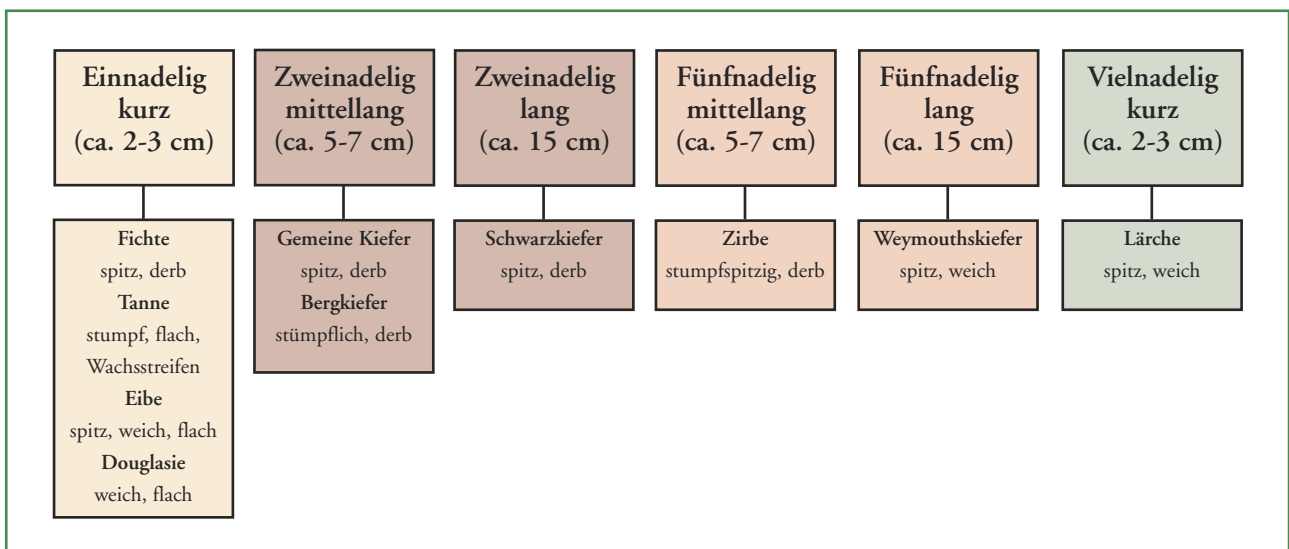 Einnadelig
kurz
(ca. 2-3 cm)
Fichte
spitz, derb
Tanne
stumpf, flach,
Wachsstreifen
Eibe
spitz, weich, flach
Douglasie
weich, flach
Zweinadelig
mittellang
(ca. 5-7 cm)
Gemeine Kiefer
spitz, derb
Bergkiefer
stümpflich, derb
Zweinadelig
lang
(ca. 15 cm)
Schwarzkiefer
spitz, derb
Fünfnadelig
mittellang
(ca. 5-7 cm)
Zirbe
stumpfspitzig, derb
Fünfnadelig
lang
(ca. 15 cm)
Weymouthskiefer
spitz, weich
Vielnadelig
kurz
(ca. 2-3 cm)
Lärche
spitz, weich